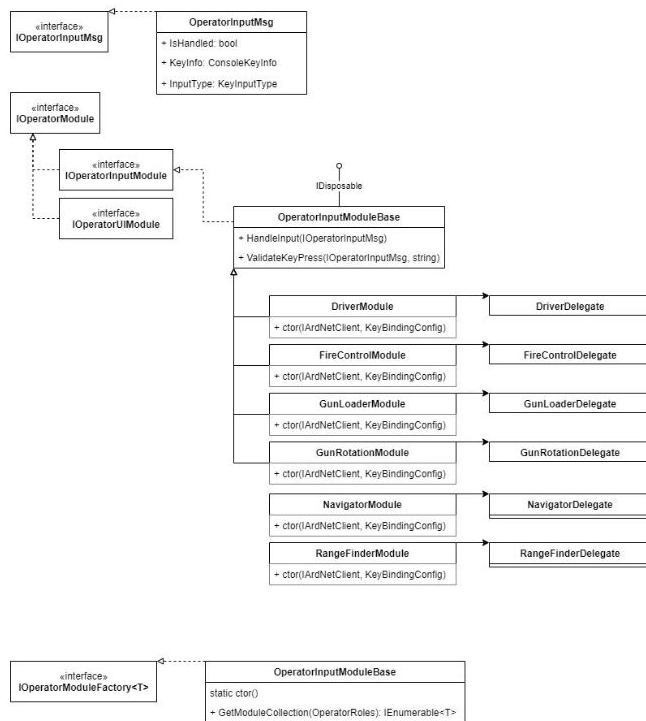 «interface»
IOperatorInputMsg
OperatorInputMsg
+ IsHandled: bool
+ KeyInfo: ConsoleKeyInfo
+ InputType: KeyInputType
«interface»
IOperatorModule
«interface»
IOperatorInputModule
«interface»
IOperatorUIModule
IDisposable
OperatorInputModuleBase
+ HandleInput(IOperatorInputMsg)
+ ValidateKeyPress(IOperatorInputMsg, string)
DriverModule
+ ctor(IArdNetClient, KeyBindingConfig)
DriverDelegate
FireControlModule
+ ctor(IArdNetClient, KeyBindingConfig)
FireControlDelegate
GunLoaderModule
+ ctor(IArdNetClient, KeyBindingConfig)
GunLoaderDelegate
GunRotationModule
+ ctor(IArdNetClient, KeyBindingConfig)
GunRotationDelegate
NavigatorModule
+ ctor(IArdNetClient, KeyBindingConfig)
NavigatorDelegate
RangeFinderModule
+ ctor(IArdNetClient, KeyBindingConfig)
RangeFinderDelegate
«interface»
IOperatorModuleFactory<T>
OperatorInputModuleBase
static ctor()
+ GetModuleCollection(OperatorRoles): IEnumerable<T>